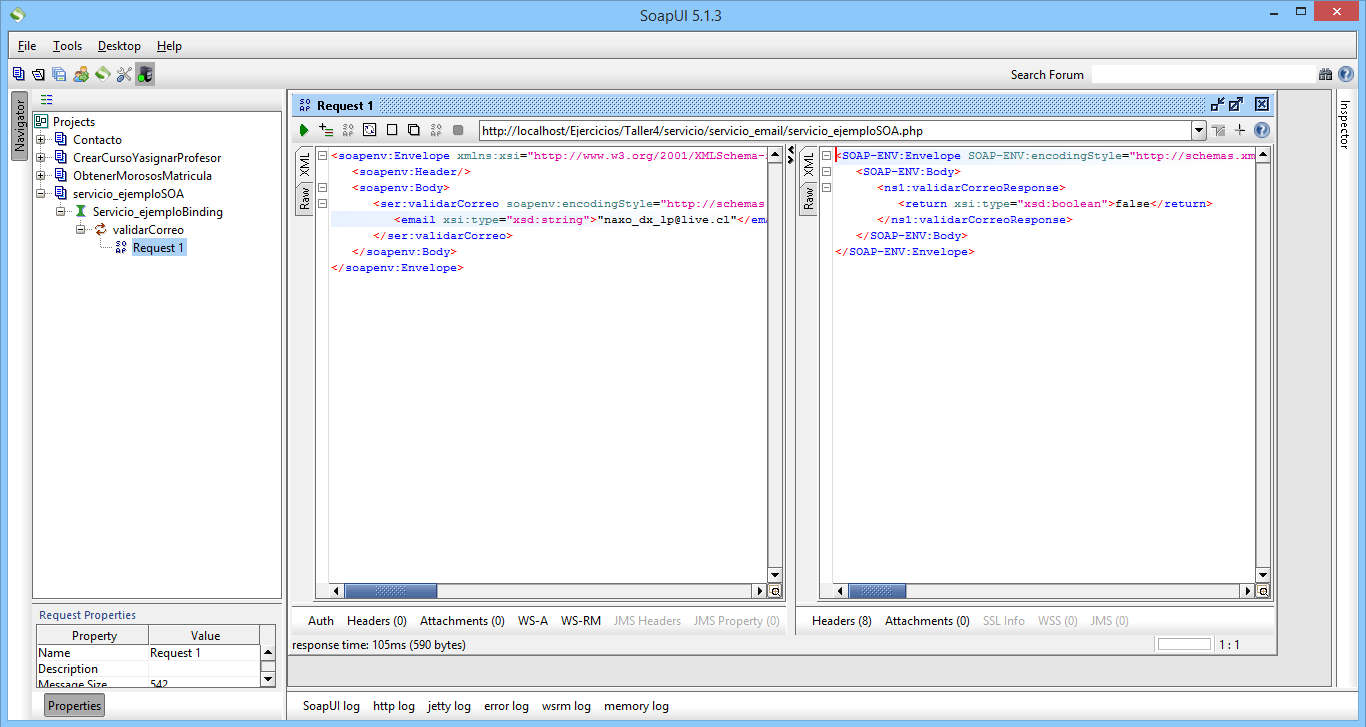 SoapUI 5.1.3
File Tools Desktop Help
Search Forum
Navigator
Projects
Contacto
CrearCursoYasignarProfesor
ObtenerMorososMatricula
servicio_ejemploSOA
Servicio_ejemploBinding
validarCorreo
Request 1
Request Properties
Property Value
Name Request 1
Description
Message Size 542
Properties
Request 1
http://localhost/Ejercicios/Taller4/servicio/servicio_email/servicio_ejemploSOA.php
XML
Raw
<soapenv:Envelope xmlns:xsi="http://www.w3.org/2001/XMLSchema-
<soapenv:Header/>
<soapenv:Body>
<ser:validarCorreo soapenv:encodingStyle="http://schemas.
<email xsi:type="xsd:string">"naxo_dx_lp@live.cl"</ema
</ser:validarCorreo>
</soapenv:Body>
</soapenv:Envelope>
XML
Raw
<SOAP-ENV:Envelope SOAP-ENV:encodingStyle="http://schemas.xm
<SOAP-ENV:Body>
<ns1:validarCorreoResponse>
<return xsi:type="xsd:boolean">false</return>
</ns1:validarCorreoResponse>
</SOAP-ENV:Body>
</SOAP-ENV:Envelope>
Auth Headers (0) Attachments (0) WS-A WS-RM JMS Headers JMS Property (0)
Headers (8) Attachments (0) SSL Info WSS (0) JMS (0)
response time: 105ms (590 bytes)
1 : 1
Inspector
SoapUI log http log jetty log error log wsrm log memory log